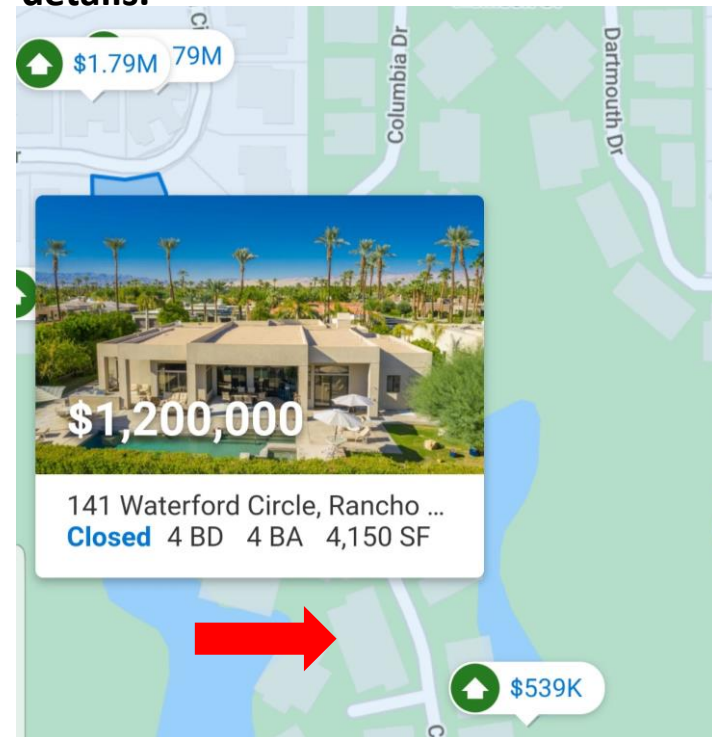 details.
Ci
$1.79M
79M
Columbia Dr
Dartmouth Dr
r
$1,200,000
141 Waterford Circle, Rancho ...
Closed 4 BD 4 BA 4,150 SF
$539K
C